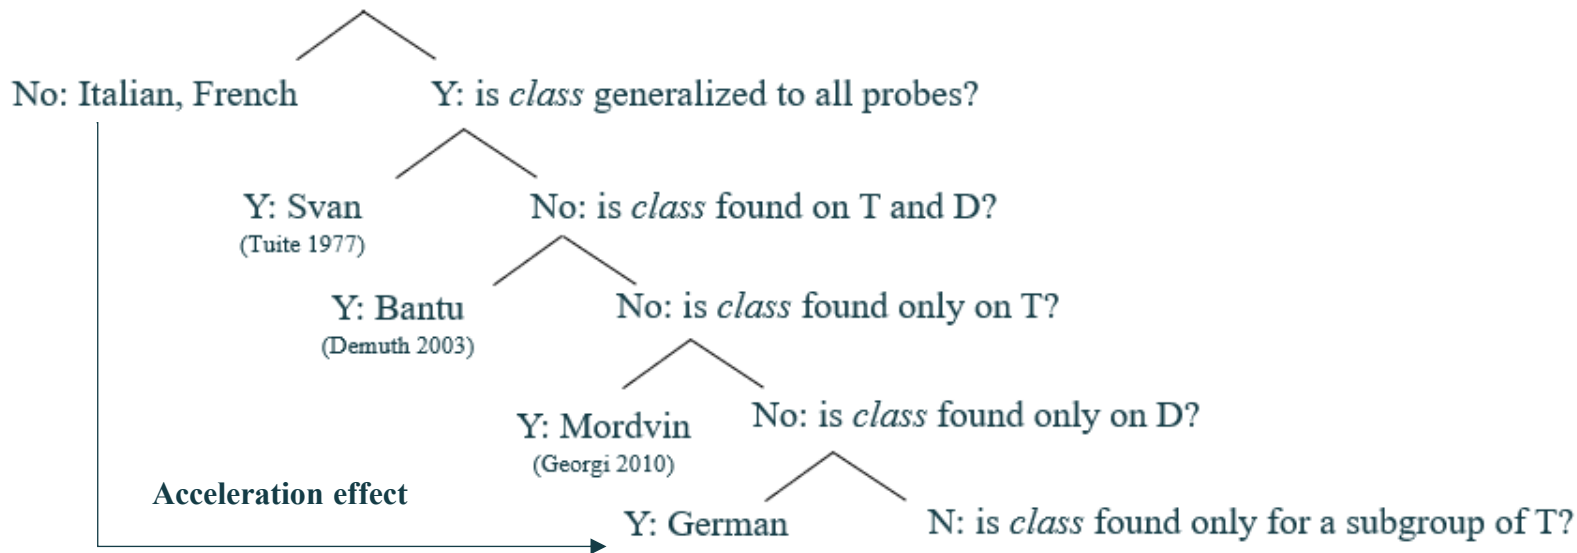 No: Italian, French
Y: is class generalized to all probes?
Y: Svan
(Tuite 1977)
No: is class found on T and D?
Y: Bantu
(Demuth 2003)
No: is class found only on T?
Y: Mordvin
(Georgi 2010)
No: is class found only on D?
Acceleration effect
Y: German
N: is class found only for a subgroup of T?